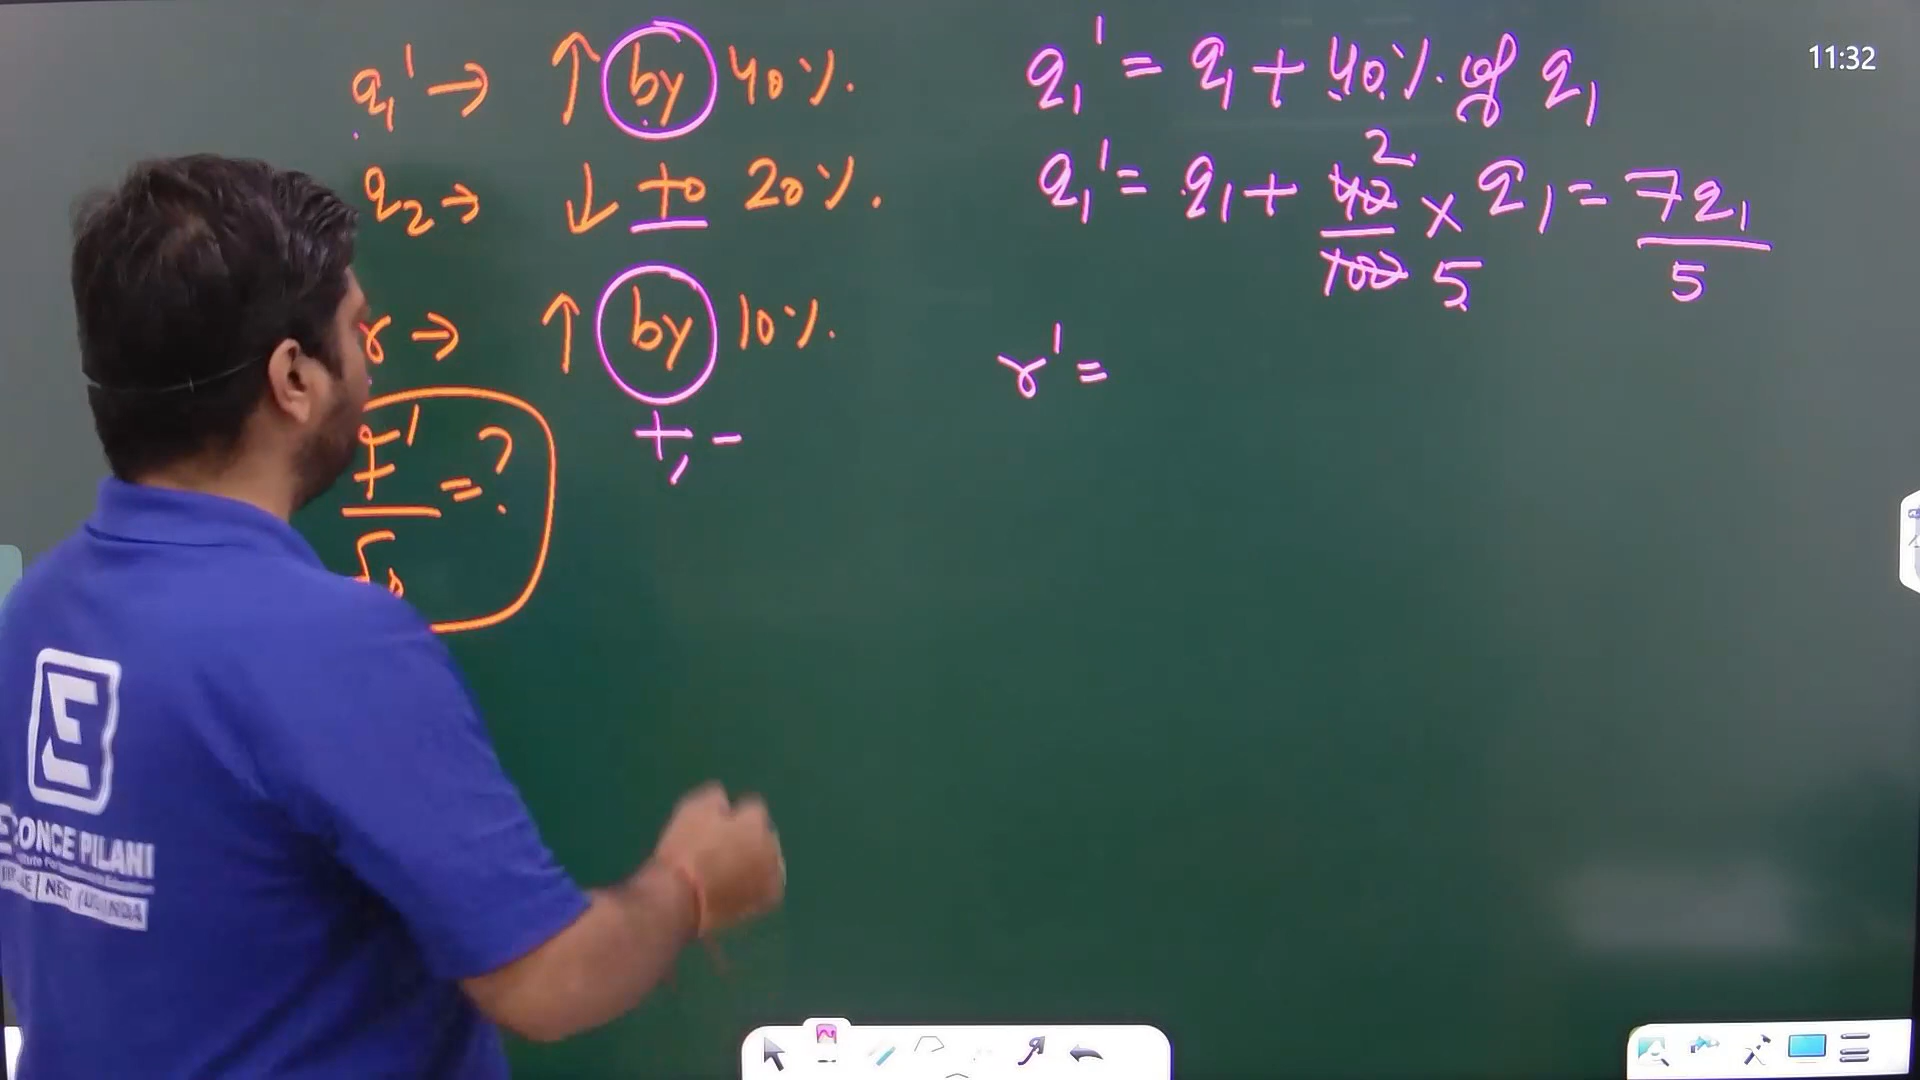 q₁' → ↑ by 40%.
q₂ → ↓ to 20%.
r → ↑ by 10%.
+, -
F'/F₀ = ?
q₁' = q₁ + 40%. of q₁
q₁' = q₁ + 40/100 2/5 × q₁ = 7q₁/5
r' =
11:32
CONCE PILANI